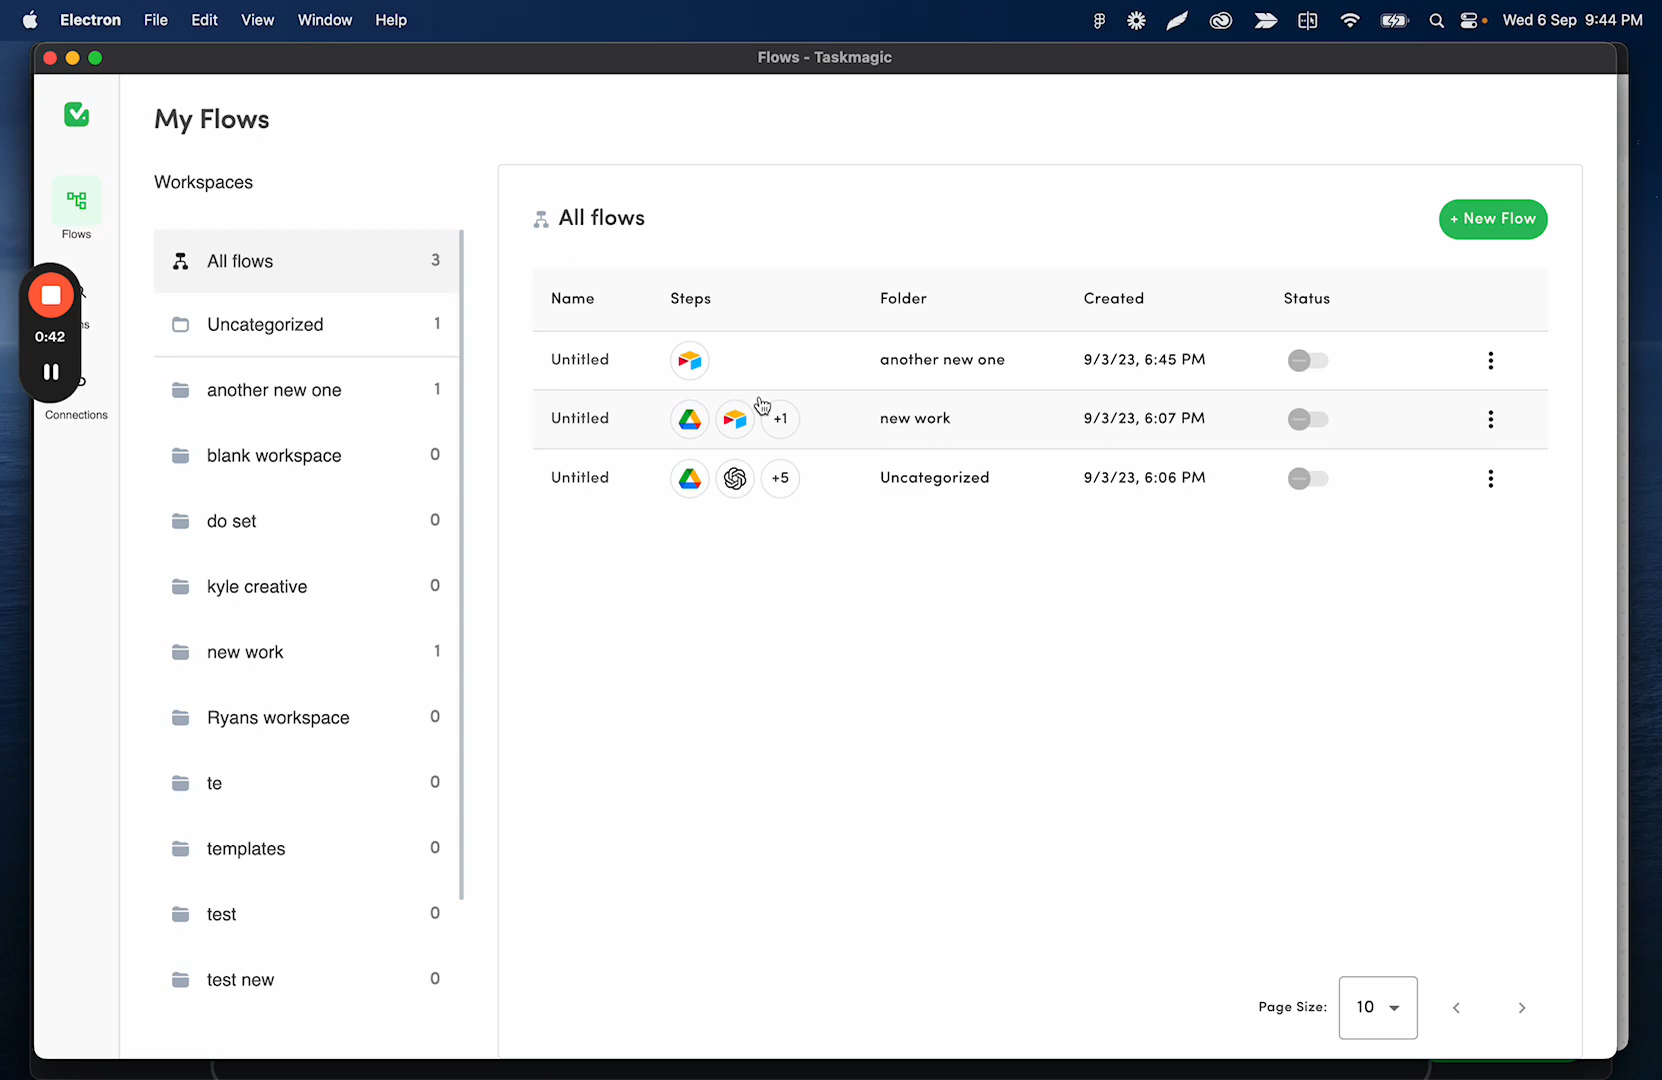 Electron File Edit View Window Help
Wed 6 Sep 9:44 PM
Flows - Taskmagic
Flows
0:42
Connections
My Flows
Workspaces
All flows 3
Uncategorized 1
another new one 1
blank workspace 0
do set 0
kyle creative 0
new work 1
Ryans workspace 0
te 0
templates 0
test 0
test new 0
All flows
+ New Flow
Name Steps Folder Created Status
Untitled another new one 9/3/23, 6:45 PM
Untitled +1 new work 9/3/23, 6:07 PM
Untitled +5 Uncategorized 9/3/23, 6:06 PM
Page Size: 10